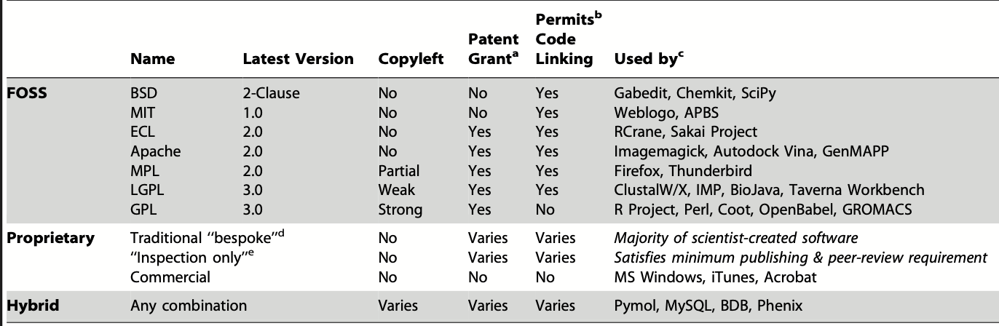 Name Latest Version Copyleft Patent Grantᵃ Permitsᵇ Code Linking Used byᶜ
FOSS BSD 2-Clause No No Yes Gabedit, Chemkit, SciPy
MIT 1.0 No No Yes Weblogo, APBS
ECL 2.0 No Yes Yes RCrane, Sakai Project
Apache 2.0 No Yes Yes Imagemagick, Autodock Vina, GenMAPP
MPL 2.0 Partial Yes Yes Firefox, Thunderbird
LGPL 3.0 Weak Yes Yes ClustalW/X, IMP, BioJava, Taverna Workbench
GPL 3.0 Strong Yes No R Project, Perl, Coot, OpenBabel, GROMACS
Proprietary Traditional “bespoke”ᵈ No Varies Varies Majority of scientist-created software
“Inspection only”ᵉ No Varies Varies Satisfies minimum publishing & peer-review requirement
Commercial No No No MS Windows, iTunes, Acrobat
Hybrid Any combination Varies Varies Varies Pymol, MySQL, BDB, Phenix